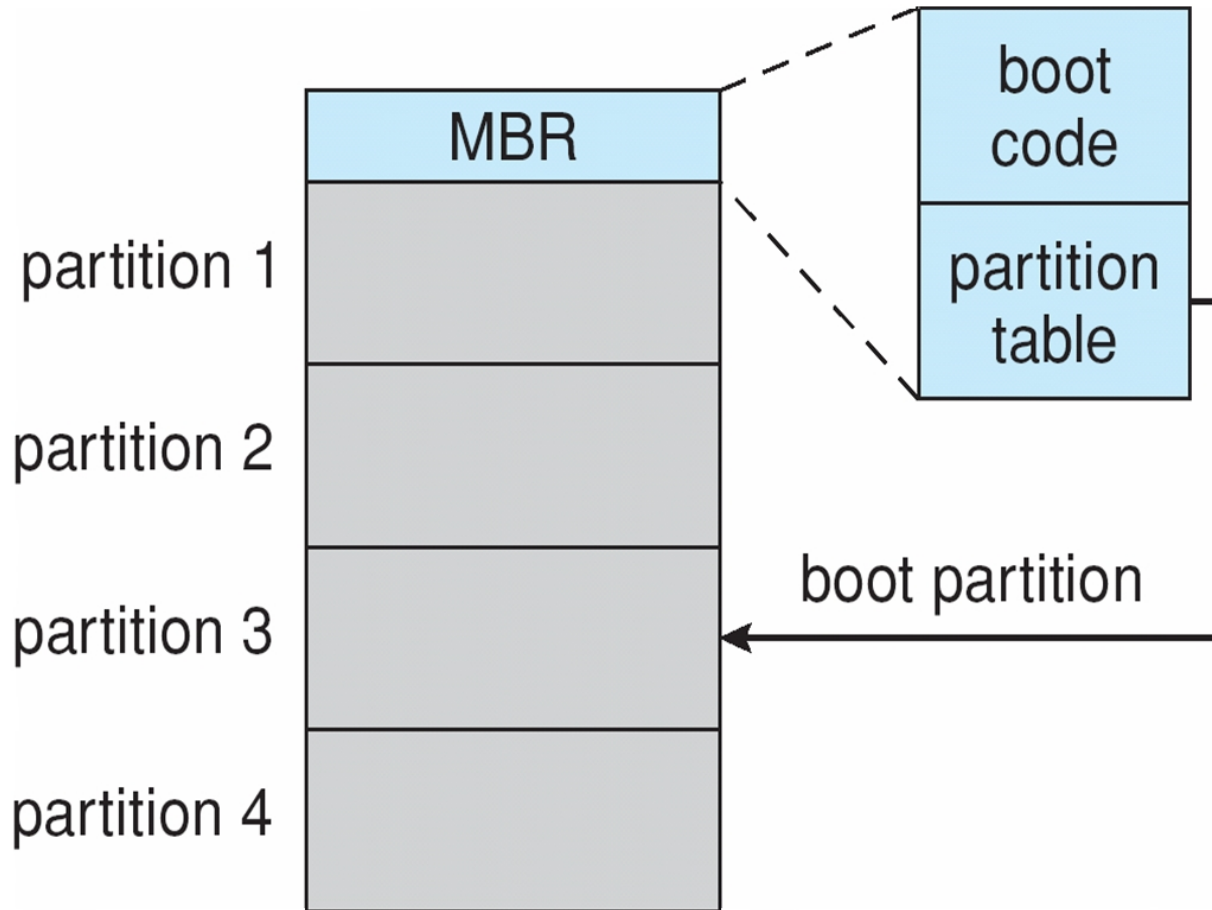 boot
code
MBR
partition
table
partition 1
partition 2
boot partition
partition 3
partition 4